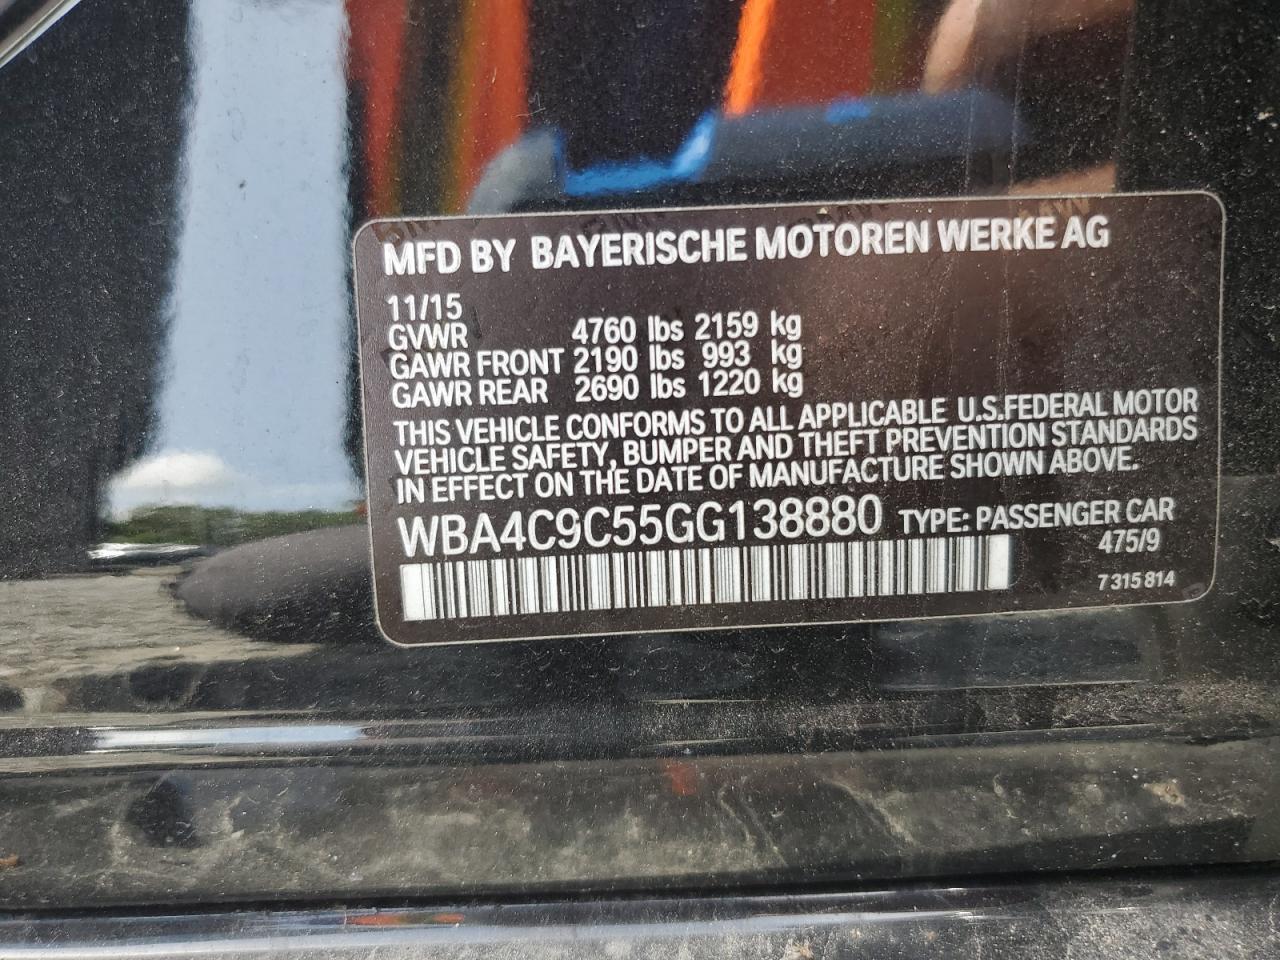 MFD BY BAYERISCHE MOTOREN WERKE AG
11/15
GVWR 4760 lbs 2159 kg
GAWR FRONT 2190 lbs 993 kg
GAWR REAR 2690 lbs 1220 kg
THIS VEHICLE CONFORMS TO ALL APPLICABLE U.S.FEDERAL MOTOR
VEHICLE SAFETY, BUMPER AND THEFT PREVENTION STANDARDS
IN EFFECT ON THE DATE OF MANUFACTURE SHOWN ABOVE.
WBA4C9C55GG138880 TYPE: PASSENGER CAR
475/9
7 315 814